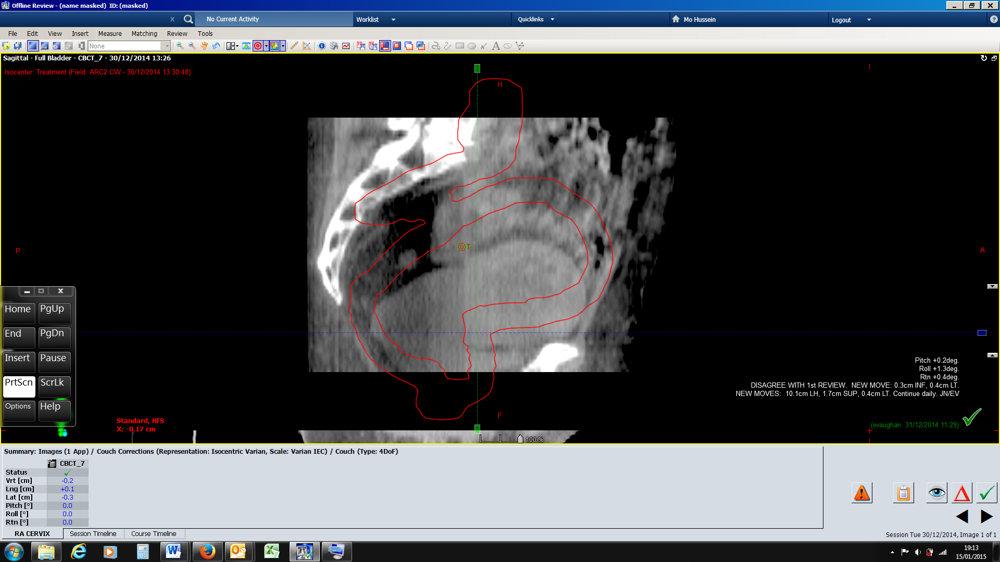 Offline Review - (name masked) ID: (masked)
x No Current Activity Worklist Quicklinks Mo Hussein Logout ?
File Edit View Insert Measure Matching Review Tools
None
Sagittal - Full Bladder - CBCT_7 - 30/12/2014 13:26
Isocenter: Treatment (Field: ARC2 CW - 30/12/2014 13:30:48)
H
P
A
F
Home PgUp
End PgDn
Insert Pause
PrtScn ScrLk
Options Help
Pitch +0.2deg.
Roll +1.3deg.
Rtn +0.4deg.
DISAGREE WITH 1st REVIEW. NEW MOVE: 0.3cm INF, 0.4cm LT.
NEW MOVES: 10.1cm LH, 1.7cm SUP, 0.4cm LT. Continue daily. JN/EV
Standard, HFS
X: -0.17 cm
(evaughan 31/12/2014 11:29)
100 %
Summary: Images (1 App) / Couch Corrections (Representation: Isocentric Varian, Scale: Varian IEC) / Couch (Type: 4DoF)
CBCT_7
Status
Vrt [cm] -0.2
Lng [cm] +0.1
Lat [cm] -0.3
Pitch [°] 0.0
Roll [°] 0.0
Rtn [°] 0.0
RA CERVIX Session Timeline Course Timeline
Session Tue 30/12/2014, Image 1 of 1
19:13
15/01/2015